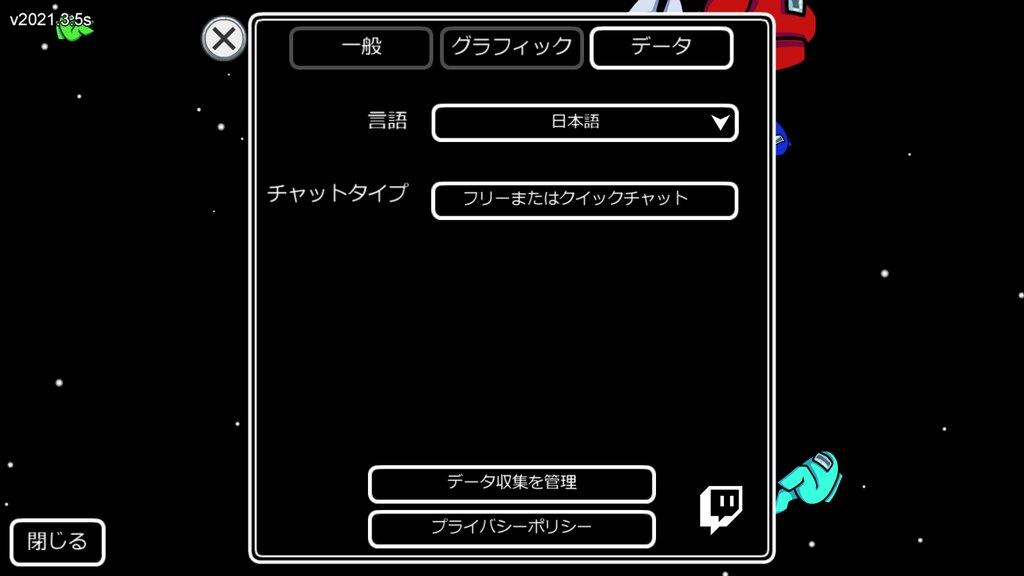 v2021.3.5s
一般 グラフィック データ
言語 日本語
チャットタイプ フリーまたはクイックチャット
データ収集を管理
プライバシーポリシー
閉じる